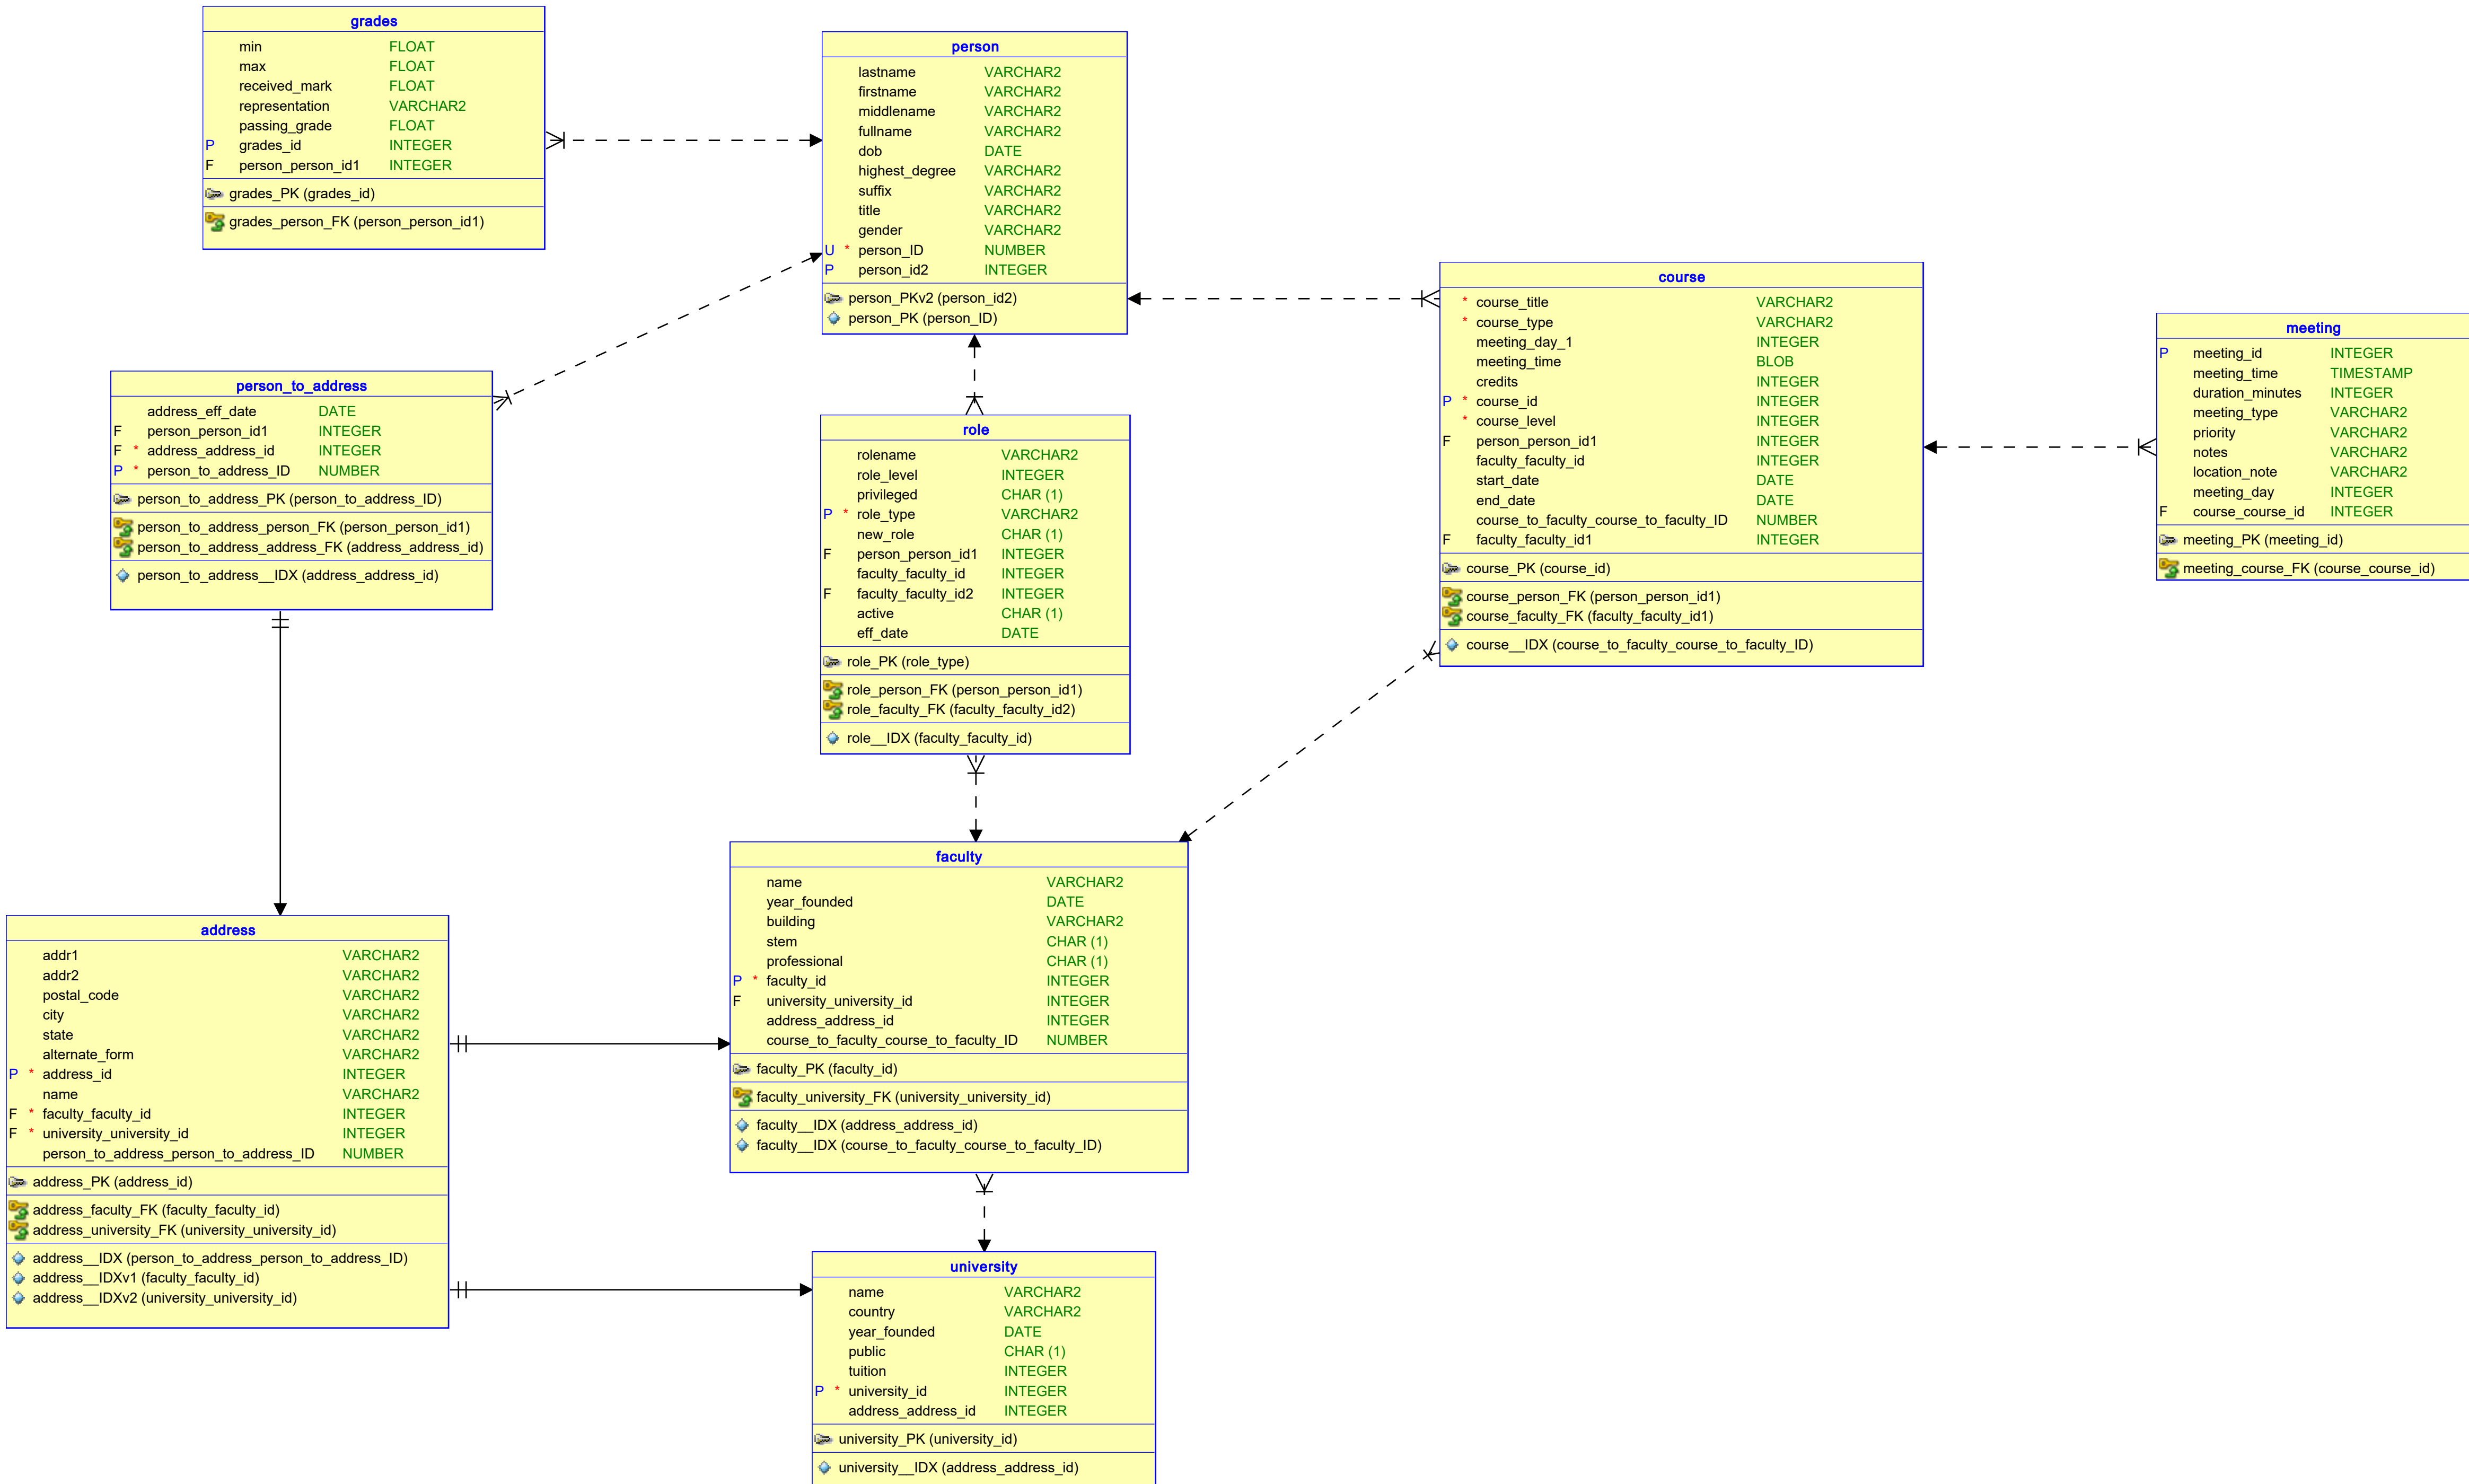 grades
min FLOAT
max FLOAT
received_mark FLOAT
representation VARCHAR2
passing_grade FLOAT
P grades_id INTEGER
F person_person_id1 INTEGER
grades_PK (grades_id)
grades_person_FK (person_person_id1)
person
lastname VARCHAR2
firstname VARCHAR2
middlename VARCHAR2
fullname VARCHAR2
dob DATE
highest_degree VARCHAR2
suffix VARCHAR2
title VARCHAR2
gender VARCHAR2
U * person_ID NUMBER
P person_id2 INTEGER
person_PKv2 (person_id2)
person_PK (person_ID)
course
* course_title VARCHAR2
* course_type VARCHAR2
meeting_day_1 INTEGER
meeting_time BLOB
credits INTEGER
P * course_id INTEGER
* course_level INTEGER
F person_person_id1 INTEGER
faculty_faculty_id INTEGER
start_date DATE
end_date DATE
course_to_faculty_course_to_faculty_ID NUMBER
F faculty_faculty_id1 INTEGER
course_PK (course_id)
course_person_FK (person_person_id1)
course_faculty_FK (faculty_faculty_id1)
course__IDX (course_to_faculty_course_to_faculty_ID)
meeting
P meeting_id INTEGER
meeting_time TIMESTAMP
duration_minutes INTEGER
meeting_type VARCHAR2
priority VARCHAR2
notes VARCHAR2
location_note VARCHAR2
meeting_day INTEGER
F course_course_id INTEGER
meeting_PK (meeting_id)
meeting_course_FK (course_course_id)
person_to_address
address_eff_date DATE
F person_person_id1 INTEGER
F * address_address_id INTEGER
P * person_to_address_ID NUMBER
person_to_address_PK (person_to_address_ID)
person_to_address_person_FK (person_person_id1)
person_to_address_address_FK (address_address_id)
person_to_address__IDX (address_address_id)
role
rolename VARCHAR2
role_level INTEGER
privileged CHAR (1)
P * role_type VARCHAR2
new_role CHAR (1)
F person_person_id1 INTEGER
faculty_faculty_id INTEGER
F faculty_faculty_id2 INTEGER
active CHAR (1)
eff_date DATE
role_PK (role_type)
role_person_FK (person_person_id1)
role_faculty_FK (faculty_faculty_id2)
role__IDX (faculty_faculty_id)
faculty
name VARCHAR2
year_founded DATE
building VARCHAR2
stem CHAR (1)
professional CHAR (1)
P * faculty_id INTEGER
F university_university_id INTEGER
address_address_id INTEGER
course_to_faculty_course_to_faculty_ID NUMBER
faculty_PK (faculty_id)
faculty_university_FK (university_university_id)
faculty__IDX (address_address_id)
faculty__IDX (course_to_faculty_course_to_faculty_ID)
address
addr1 VARCHAR2
addr2 VARCHAR2
postal_code VARCHAR2
city VARCHAR2
state VARCHAR2
alternate_form VARCHAR2
P * address_id INTEGER
name VARCHAR2
F * faculty_faculty_id INTEGER
F * university_university_id INTEGER
person_to_address_person_to_address_ID NUMBER
address_PK (address_id)
address_faculty_FK (faculty_faculty_id)
address_university_FK (university_university_id)
address__IDX (person_to_address_person_to_address_ID)
address__IDXv1 (faculty_faculty_id)
address__IDXv2 (university_university_id)
university
name VARCHAR2
country VARCHAR2
year_founded DATE
public CHAR (1)
tuition INTEGER
P * university_id INTEGER
address_address_id INTEGER
university_PK (university_id)
university__IDX (address_address_id)